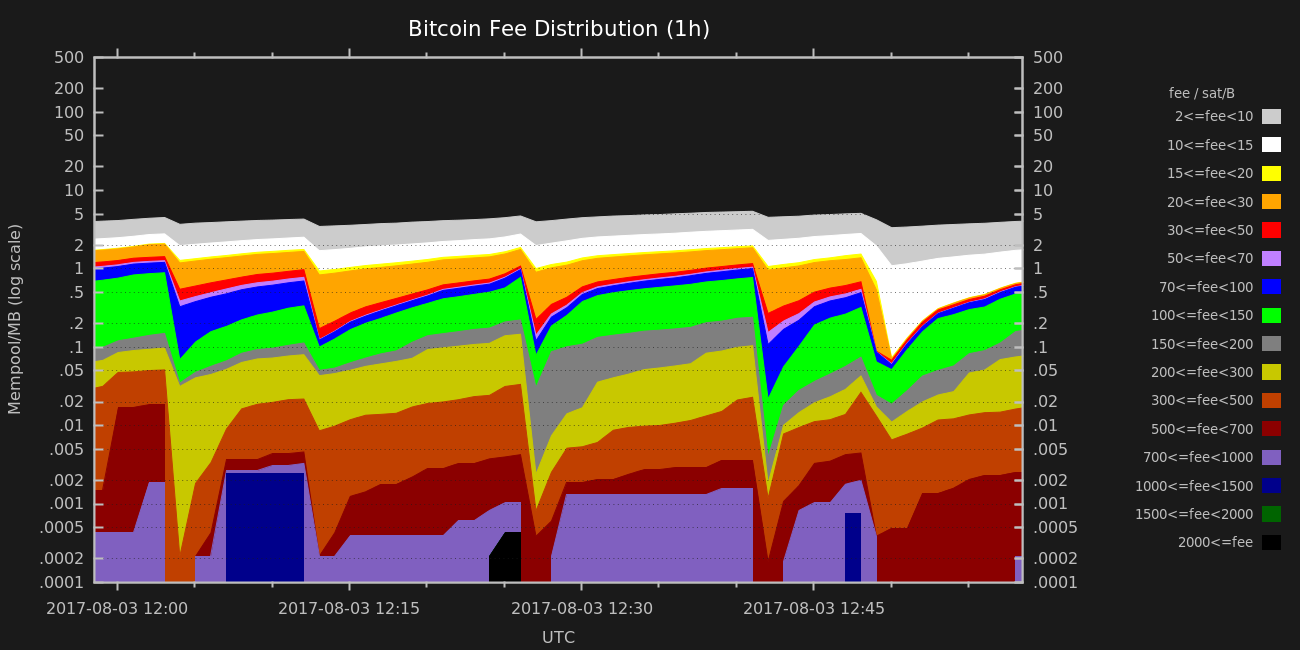 Bitcoin Fee Distribution (1h)
Mempool/MB (log scale)
500
200
100
50
20
10
5
2
1
.5
.2
.1
.05
.02
.01
.005
.002
.001
.0005
.0002
.0001
500
200
100
50
20
10
5
2
1
.5
.2
.1
.05
.02
.01
.005
.002
.001
.0005
.0002
.0001
2017-08-03 12:00 2017-08-03 12:15 2017-08-03 12:30 2017-08-03 12:45
UTC
fee / sat/B
2<=fee<10
10<=fee<15
15<=fee<20
20<=fee<30
30<=fee<50
50<=fee<70
70<=fee<100
100<=fee<150
150<=fee<200
200<=fee<300
300<=fee<500
500<=fee<700
700<=fee<1000
1000<=fee<1500
1500<=fee<2000
2000<=fee